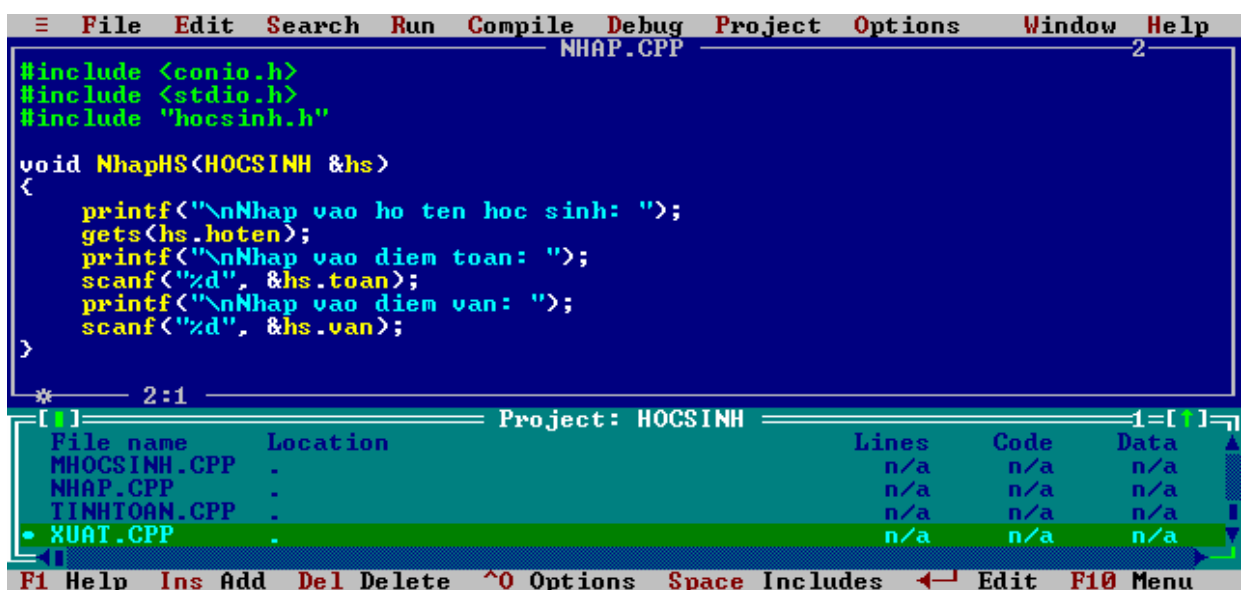 ≡ File Edit Search Run Compile Debug Project Options Window Help
NHAP.CPP 2
#include <conio.h>
#include <stdio.h>
#include "hocsinh.h"
void NhapHS(HOCSINH &hs)
{
printf("\nNhap vao ho ten hoc sinh: ");
gets(hs.hoten);
printf("\nNhap vao diem toan: ");
scanf("%d", &hs.toan);
printf("\nNhap vao diem van: ");
scanf("%d", &hs.van);
}
2:1
Project: HOCSINH 1=[↑]
File name Location Lines Code Data
MHOCSINH.CPP . n/a n/a n/a
NHAP.CPP . n/a n/a n/a
TINHTOAN.CPP . n/a n/a n/a
• XUAT.CPP . n/a n/a n/a
F1 Help Ins Add Del Delete ^O Options Space Includes ◄─┘ Edit F10 Menu